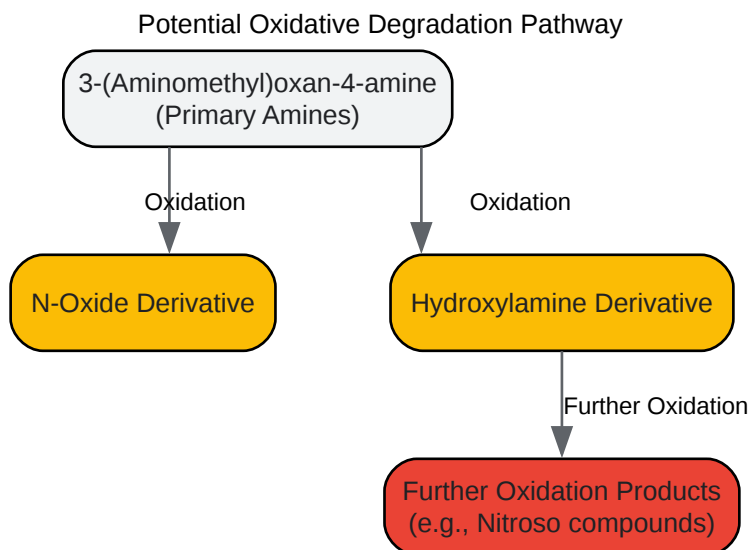 Potential Oxidative Degradation Pathway
3-(Aminomethyl)oxan-4-amine
(Primary Amines)
Oxidation
Oxidation
N-Oxide Derivative
Hydroxylamine Derivative
Further Oxidation
Further Oxidation Products
(e.g., Nitroso compounds)